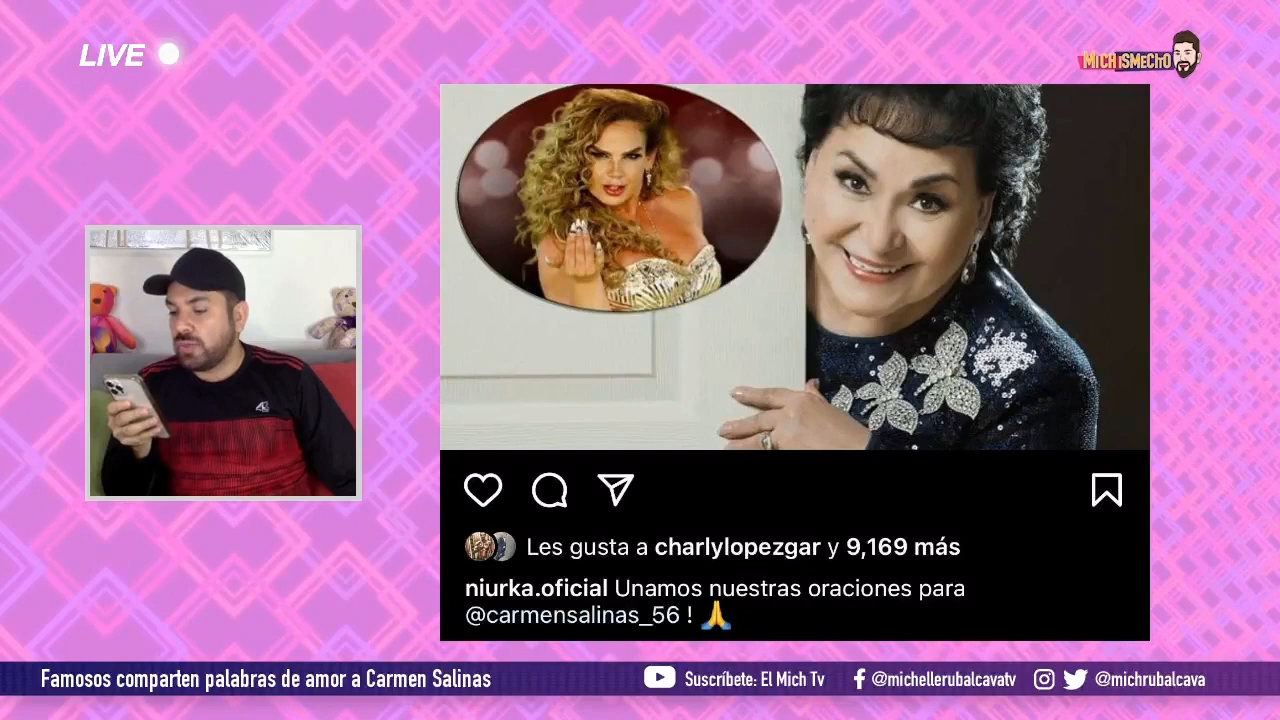 LIVE
MICHISMECITO
Les gusta a charlylopezgar y 9,169 más
niurka.oficial Unamos nuestras oraciones para
@carmensalinas_56 ! 🙏
Famosos comparten palabras de amor a Carmen Salinas
Suscríbete: El Mich Tv
@michellerubalcavatv
@michrubalcava